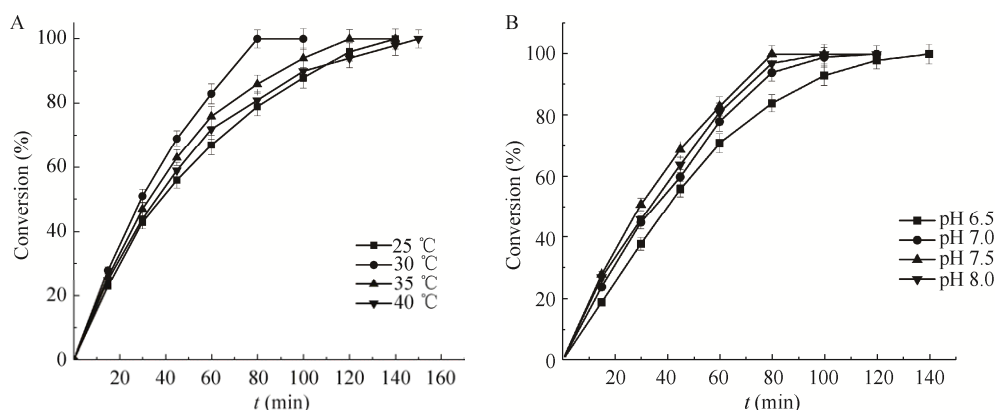 A
Conversion (%)
100
80
60
40
20
0
20 40 60 80 100 120 140 160
t (min)
25 ℃
30 ℃
35 ℃
40 ℃
B
Conversion (%)
100
80
60
40
20
0
20 40 60 80 100 120 140
t (min)
pH 6.5
pH 7.0
pH 7.5
pH 8.0